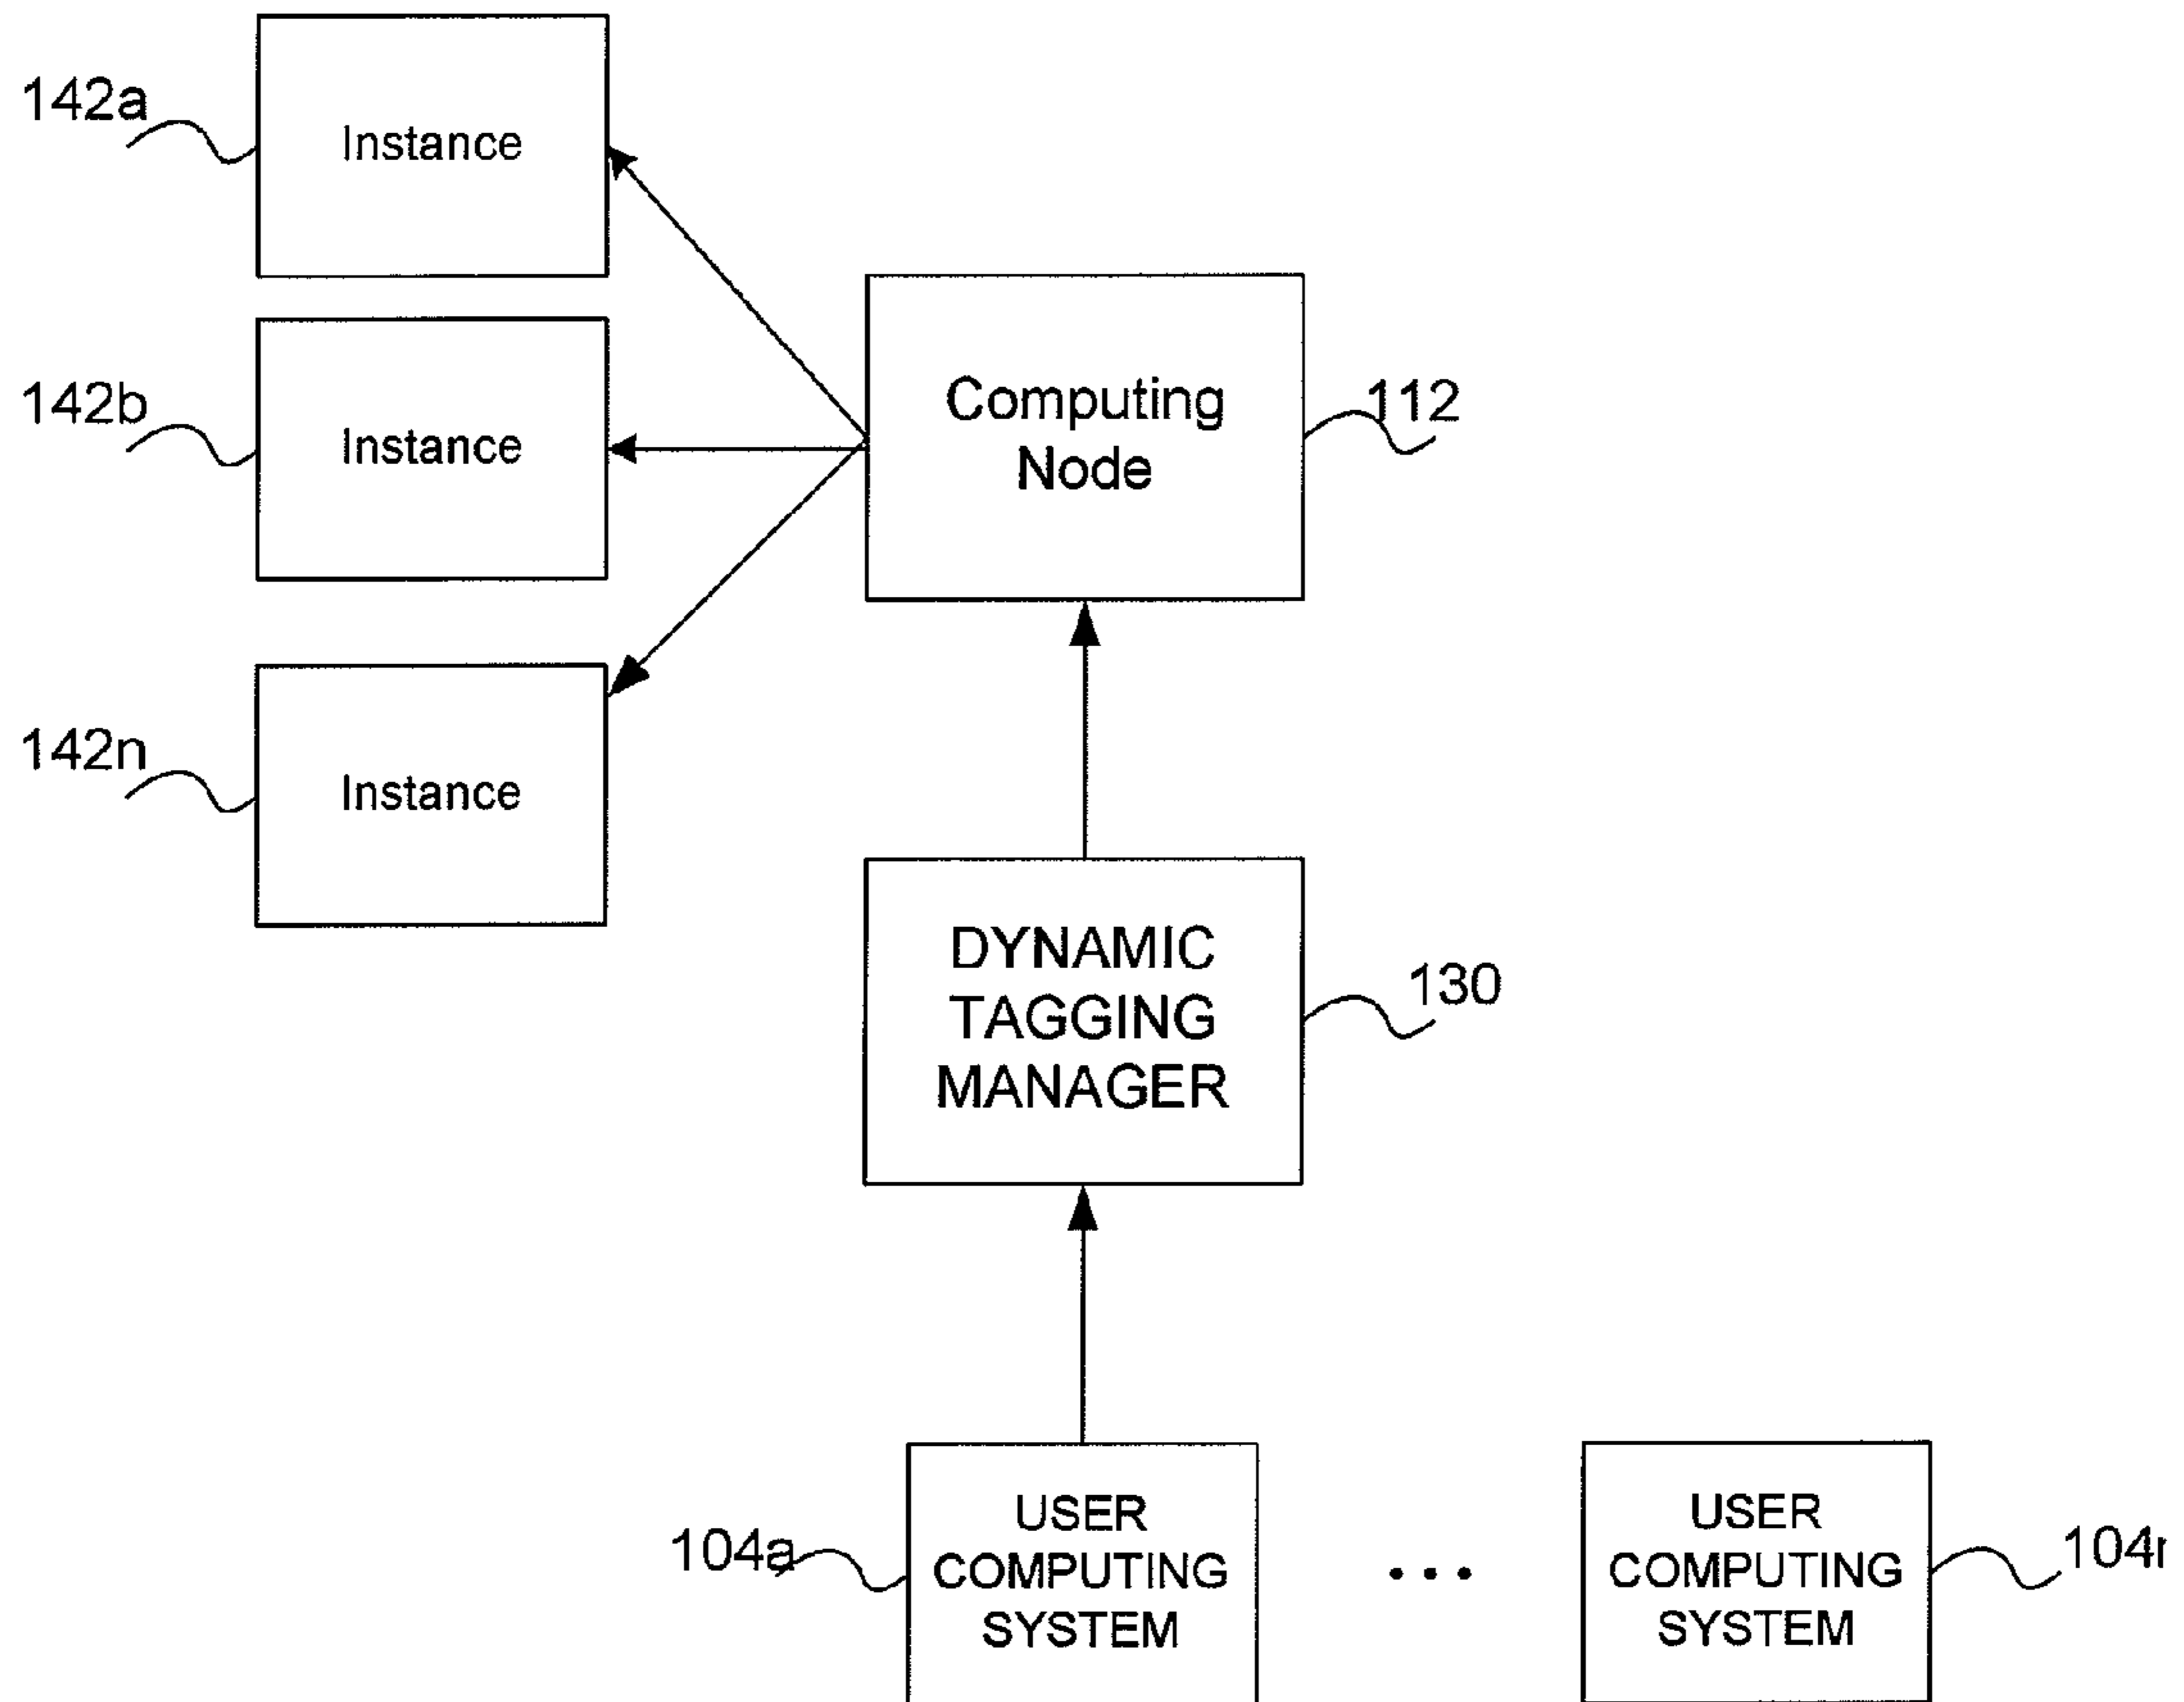 142a
Instance
142b
Instance
Computing
Node
112
142n
Instance
DYNAMIC
TAGGING
MANAGER
130
104a
USER
COMPUTING
SYSTEM
...
USER
COMPUTING
SYSTEM